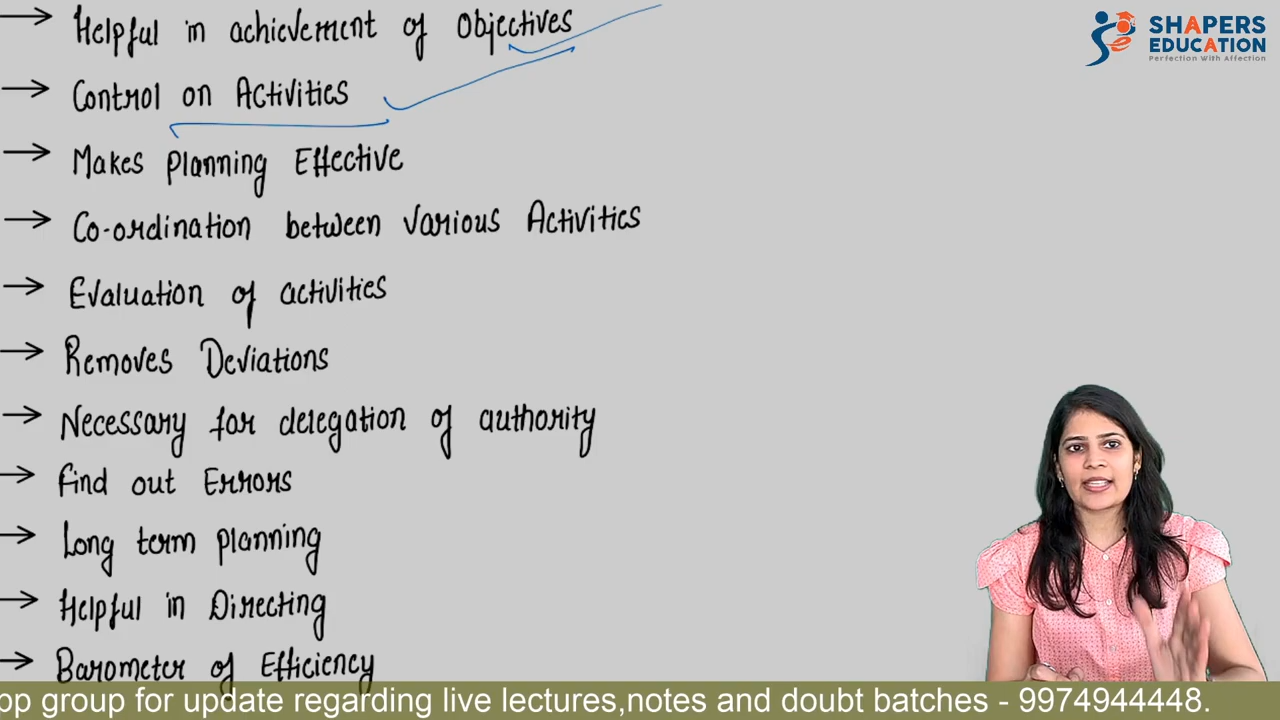 → Helpful in achievement of Objectives
→ Control on Activities
→ Makes Planning Effective
→ Co-ordination between Various Activities
→ Evaluation of activities
→ Removes Deviations
→ Necessary for delegation of authority
→ Find out Errors
→ Long term planning
→ Helpful in Directing
→ Barometer of Efficiency
SHAPERS
EDUCATION
Perfection With Affection
pp group for update regarding live lectures,notes and doubt batches - 9974944448.